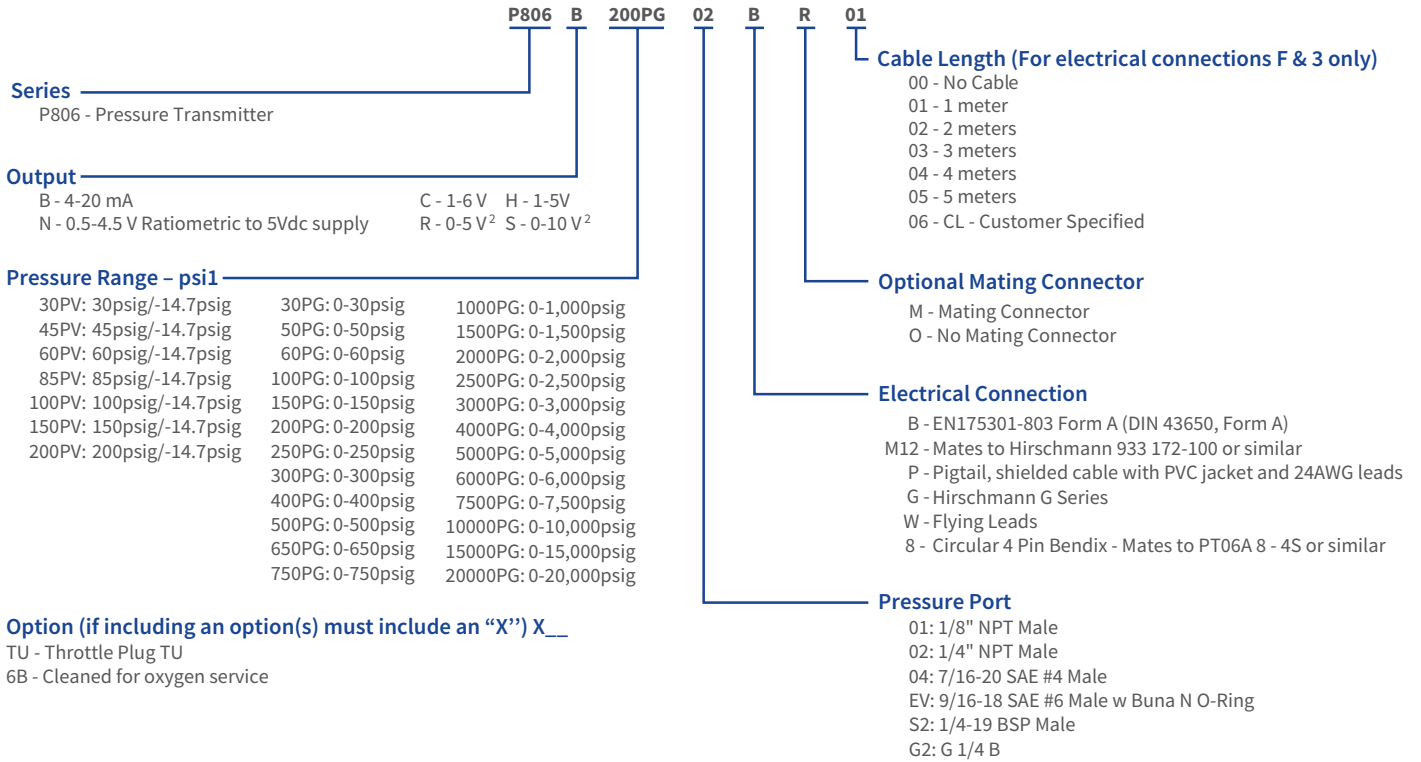 P806 B 200PG 02 B R 01
Series
P806 - Pressure Transmitter
Output
B - 4-20 mA C - 1-6 V H - 1-5V
N - 0.5-4.5 V Ratiometric to 5Vdc supply R - 0-5 V² S - 0-10 V²
Pressure Range – psi1
30PV: 30psig/-14.7psig
45PV: 45psig/-14.7psig
60PV: 60psig/-14.7psig
85PV: 85psig/-14.7psig
100PV: 100psig/-14.7psig
150PV: 150psig/-14.7psig
200PV: 200psig/-14.7psig
30PG: 0-30psig
50PG: 0-50psig
60PG: 0-60psig
100PG: 0-100psig
150PG: 0-150psig
200PG: 0-200psig
250PG: 0-250psig
300PG: 0-300psig
400PG: 0-400psig
500PG: 0-500psig
650PG: 0-650psig
750PG: 0-750psig
1000PG: 0-1,000psig
1500PG: 0-1,500psig
2000PG: 0-2,000psig
2500PG: 0-2,500psig
3000PG: 0-3,000psig
4000PG: 0-4,000psig
5000PG: 0-5,000psig
6000PG: 0-6,000psig
7500PG: 0-7,500psig
10000PG: 0-10,000psig
15000PG: 0-15,000psig
20000PG: 0-20,000psig
Option (if including an option(s) must include an “X’’) X__
TU - Throttle Plug TU
6B - Cleaned for oxygen service
Cable Length (For electrical connections F & 3 only)
00 - No Cable
01 - 1 meter
02 - 2 meters
03 - 3 meters
04 - 4 meters
05 - 5 meters
06 - CL - Customer Specified
Optional Mating Connector
M - Mating Connector
O - No Mating Connector
Electrical Connection
B - EN175301-803 Form A (DIN 43650, Form A)
M12 - Mates to Hirschmann 933 172-100 or similar
P - Pigtail, shielded cable with PVC jacket and 24AWG leads
G - Hirschmann G Series
W - Flying Leads
8 - Circular 4 Pin Bendix - Mates to PT06A 8 - 4S or similar
Pressure Port
01: 1/8" NPT Male
02: 1/4" NPT Male
04: 7/16-20 SAE #4 Male
EV: 9/16-18 SAE #6 Male w Buna N O-Ring
S2: 1/4-19 BSP Male
G2: G 1/4 B